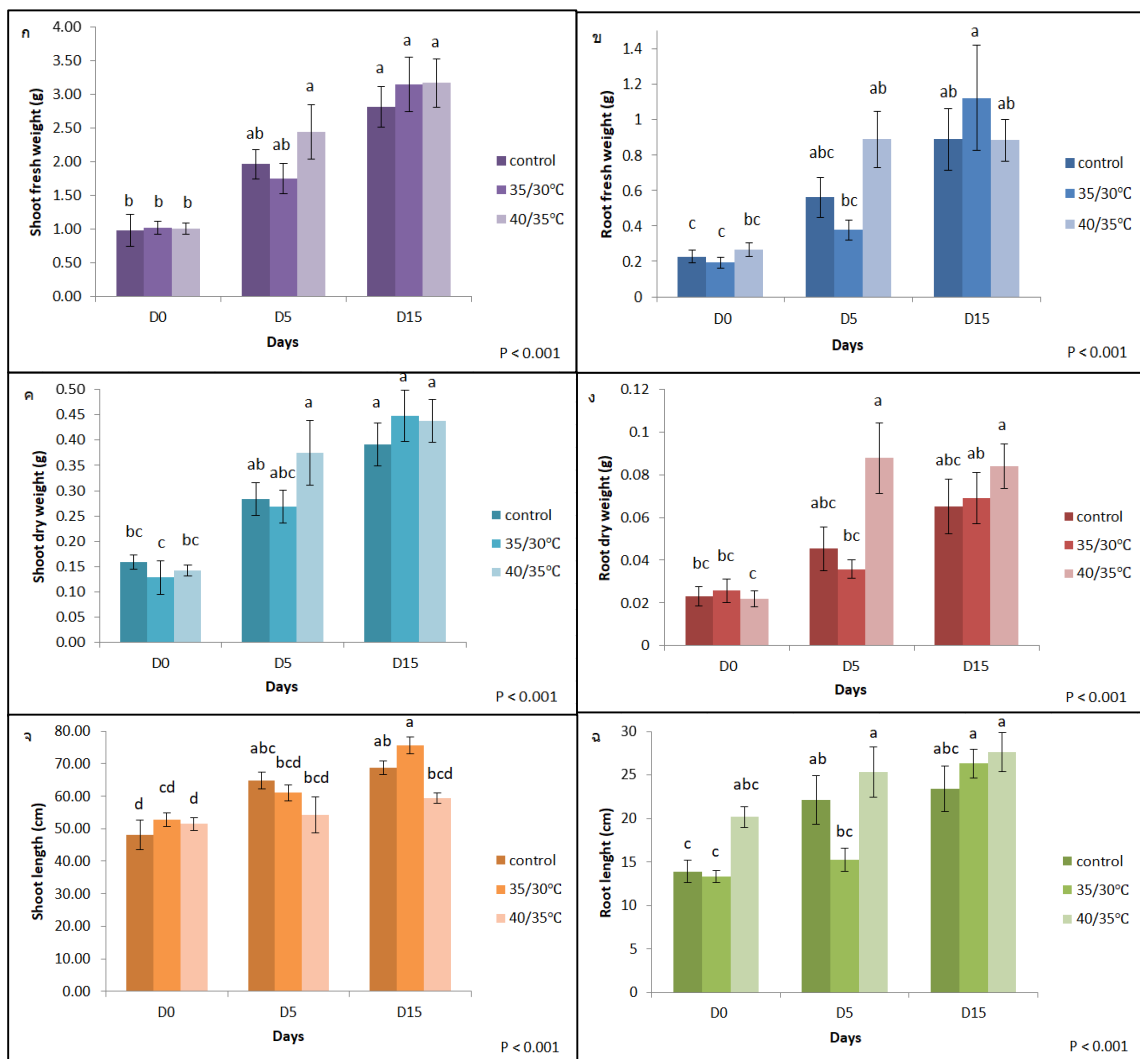 ก
Shoot fresh weight (g)
4.00
3.50
3.00
2.50
2.00
1.50
1.00
0.50
0.00
b b b
ab ab a
a a a
D0 D5 D15
Days
control
35/30°C
40/35°C
P < 0.001
ข
Root fresh weight (g)
1.4
1.2
1
0.8
0.6
0.4
0.2
0
c c bc
abc bc ab
ab a ab
D0 D5 D15
Days
control
35/30°C
40/35°C
P < 0.001
ค
Shoot dry weight (g)
0.50
0.45
0.40
0.35
0.30
0.25
0.20
0.15
0.10
0.05
0.00
bc c bc
ab abc a
a a a
D0 D5 D15
Days
control
35/30°C
40/35°C
P < 0.001
ง
Root dry weight (g)
0.12
0.1
0.08
0.06
0.04
0.02
0
bc bc c
abc bc a
abc ab a
D0 D5 D15
Days
control
35/30°C
40/35°C
P < 0.001
จ
Shoot length (cm)
80.00
70.00
60.00
50.00
40.00
30.00
20.00
10.00
0.00
d cd d
abc bcd bcd
ab a bcd
D0 D5 D15
Days
control
35/30°C
40/35°C
P < 0.001
ฉ
Root lenght (cm)
30
25
20
15
10
5
0
c c abc
ab bc a
abc a a
D0 D5 D15
Days
control
35/30°C
40/35°C
P < 0.001